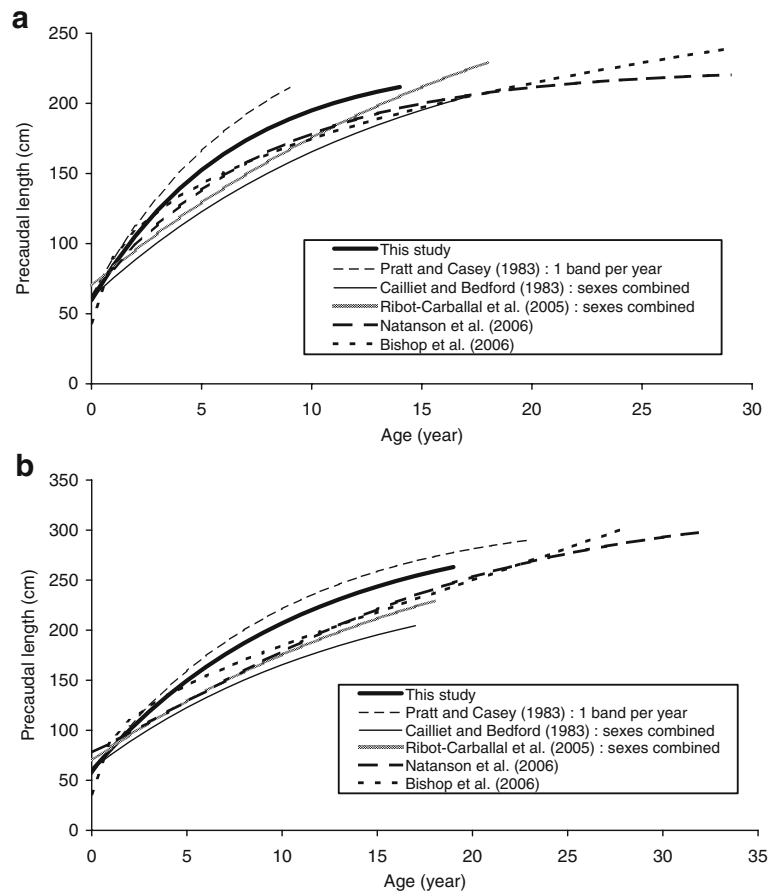 a
250
200
150
100
50
0
Precaudal length (cm)
This study
Pratt and Casey (1983) : 1 band per year
Cailliet and Bedford (1983) : sexes combined
Ribot-Carballal et al. (2005) : sexes combined
Natanson et al. (2006)
Bishop et al. (2006)
0 5 10 15 20 25 30
Age (year)
b
350
300
250
200
150
100
50
0
Precaudal length (cm)
This study
Pratt and Casey (1983) : 1 band per year
Cailliet and Bedford (1983) : sexes combined
Ribot-Carballal et al. (2005) : sexes combined
Natanson et al. (2006)
Bishop et al. (2006)
0 5 10 15 20 25 30 35
Age (year)